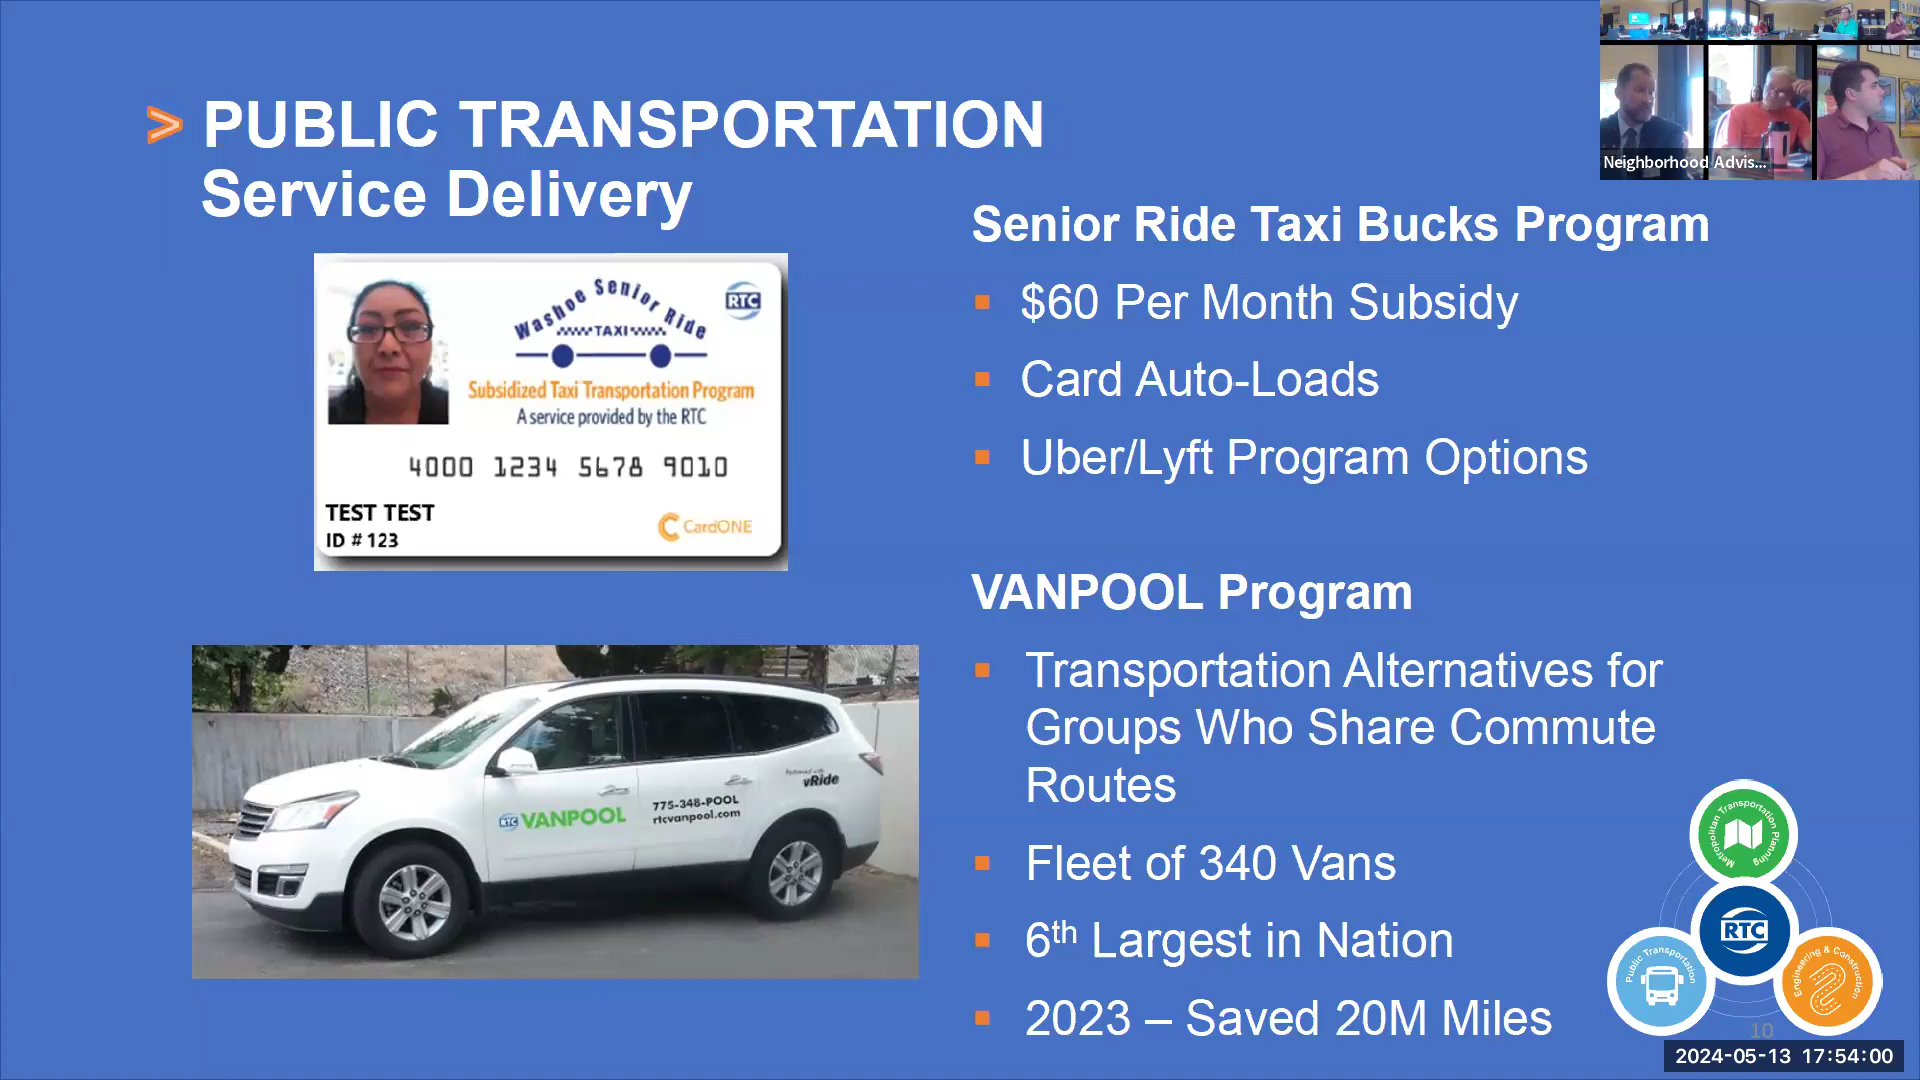 > PUBLIC TRANSPORTATION
Service Delivery
Neighborhood Advis...
Washoe Senior Ride
TAXI
RTC
Subsidized Taxi Transportation Program
A service provided by the RTC
4000 1234 5678 9010
TEST TEST
ID # 123
CardONE
Senior Ride Taxi Bucks Program
$60 Per Month Subsidy
Card Auto-Loads
Uber/Lyft Program Options
VANPOOL Program
Transportation Alternatives for
Groups Who Share Commute
Routes
Fleet of 340 Vans
6th Largest in Nation
2023 – Saved 20M Miles
RTC VANPOOL
775-348-POOL
rtcvanpool.com
vRide
Metropolitan Transportation Planning
RTC
Public Transportation
Engineering & Construction
10
2024-05-13 17:54:00